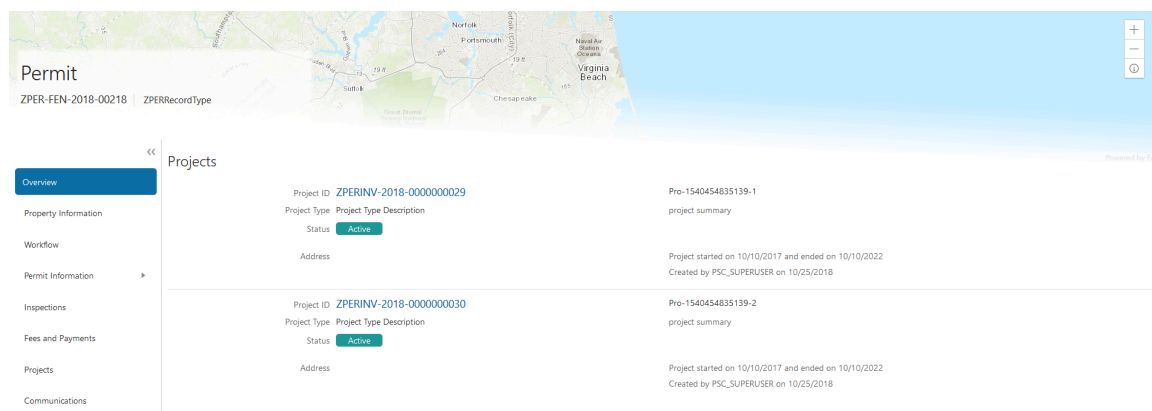 Norfolk
Portsmouth
Naval Air
Station
Oceana
Virginia
Beach
Suffolk
Chesapeake
Permit
ZPER-FEN-2018-00218 ZPERRecordType
Projects
Overview
Property Information
Workflow
Permit Information
Inspections
Fees and Payments
Projects
Communications
Project ID ZPERINV-2018-0000000029 Pro-1540454835139-1
Project Type Project Type Description project summary
Status Active
Address Project started on 10/10/2017 and ended on 10/10/2022
Created by PSC_SUPERUSER on 10/25/2018
Project ID ZPERINV-2018-0000000030 Pro-1540454835139-2
Project Type Project Type Description project summary
Status Active
Address Project started on 10/10/2017 and ended on 10/10/2022
Created by PSC_SUPERUSER on 10/25/2018